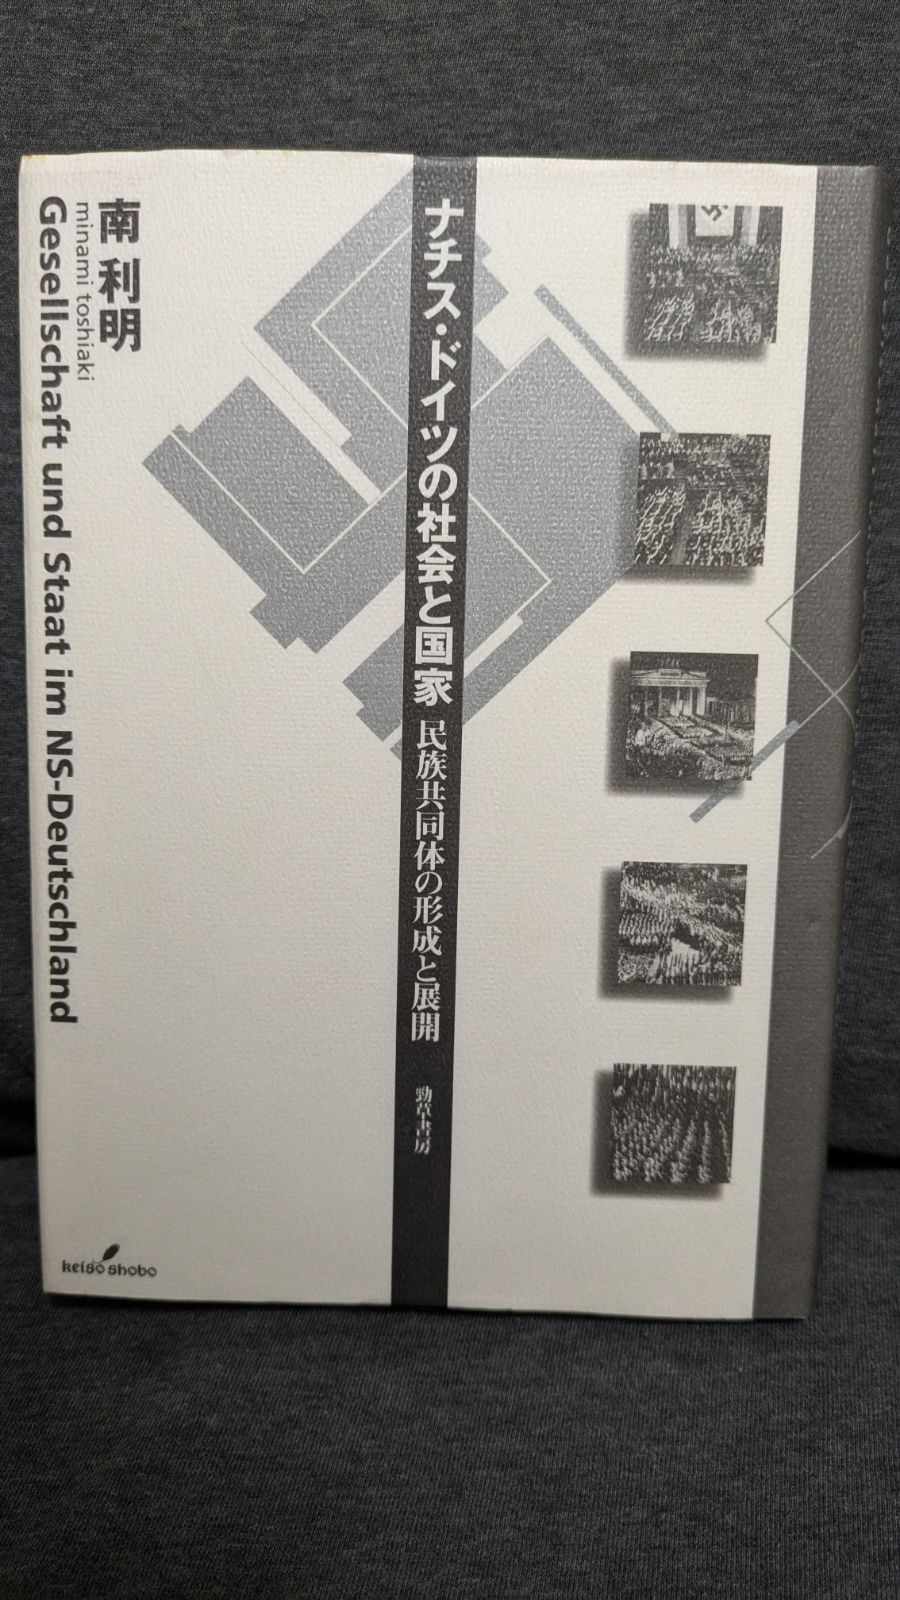 ナチス・ドイツの社会と国家 民族共同体の形成と展開 勁草書房
南 利明
minami toshiaki
Gesellschaft und Staat im NS-Deutschland
keiso shobo